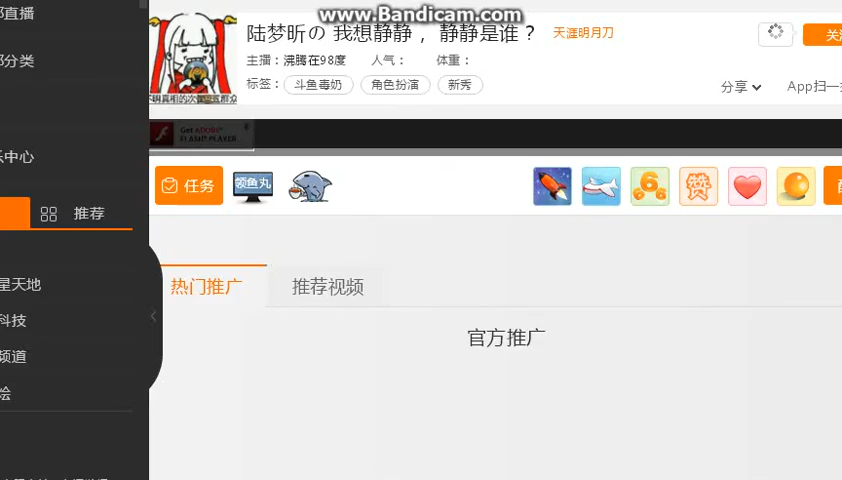 www.Bandicam.com
陆梦昕の 我想静静，静静是谁？ 天涯明月刀
主播：沸腾在98度 人气： 体重：
标签： 斗鱼毒奶 角色扮演 新秀
分享 App扫一
Get ADOBE
FLASH PLAYER
任务 领鱼丸
666 赞
热门推广 推荐视频
官方推广
直播
分类
中心
推荐
星天地
科技
频道